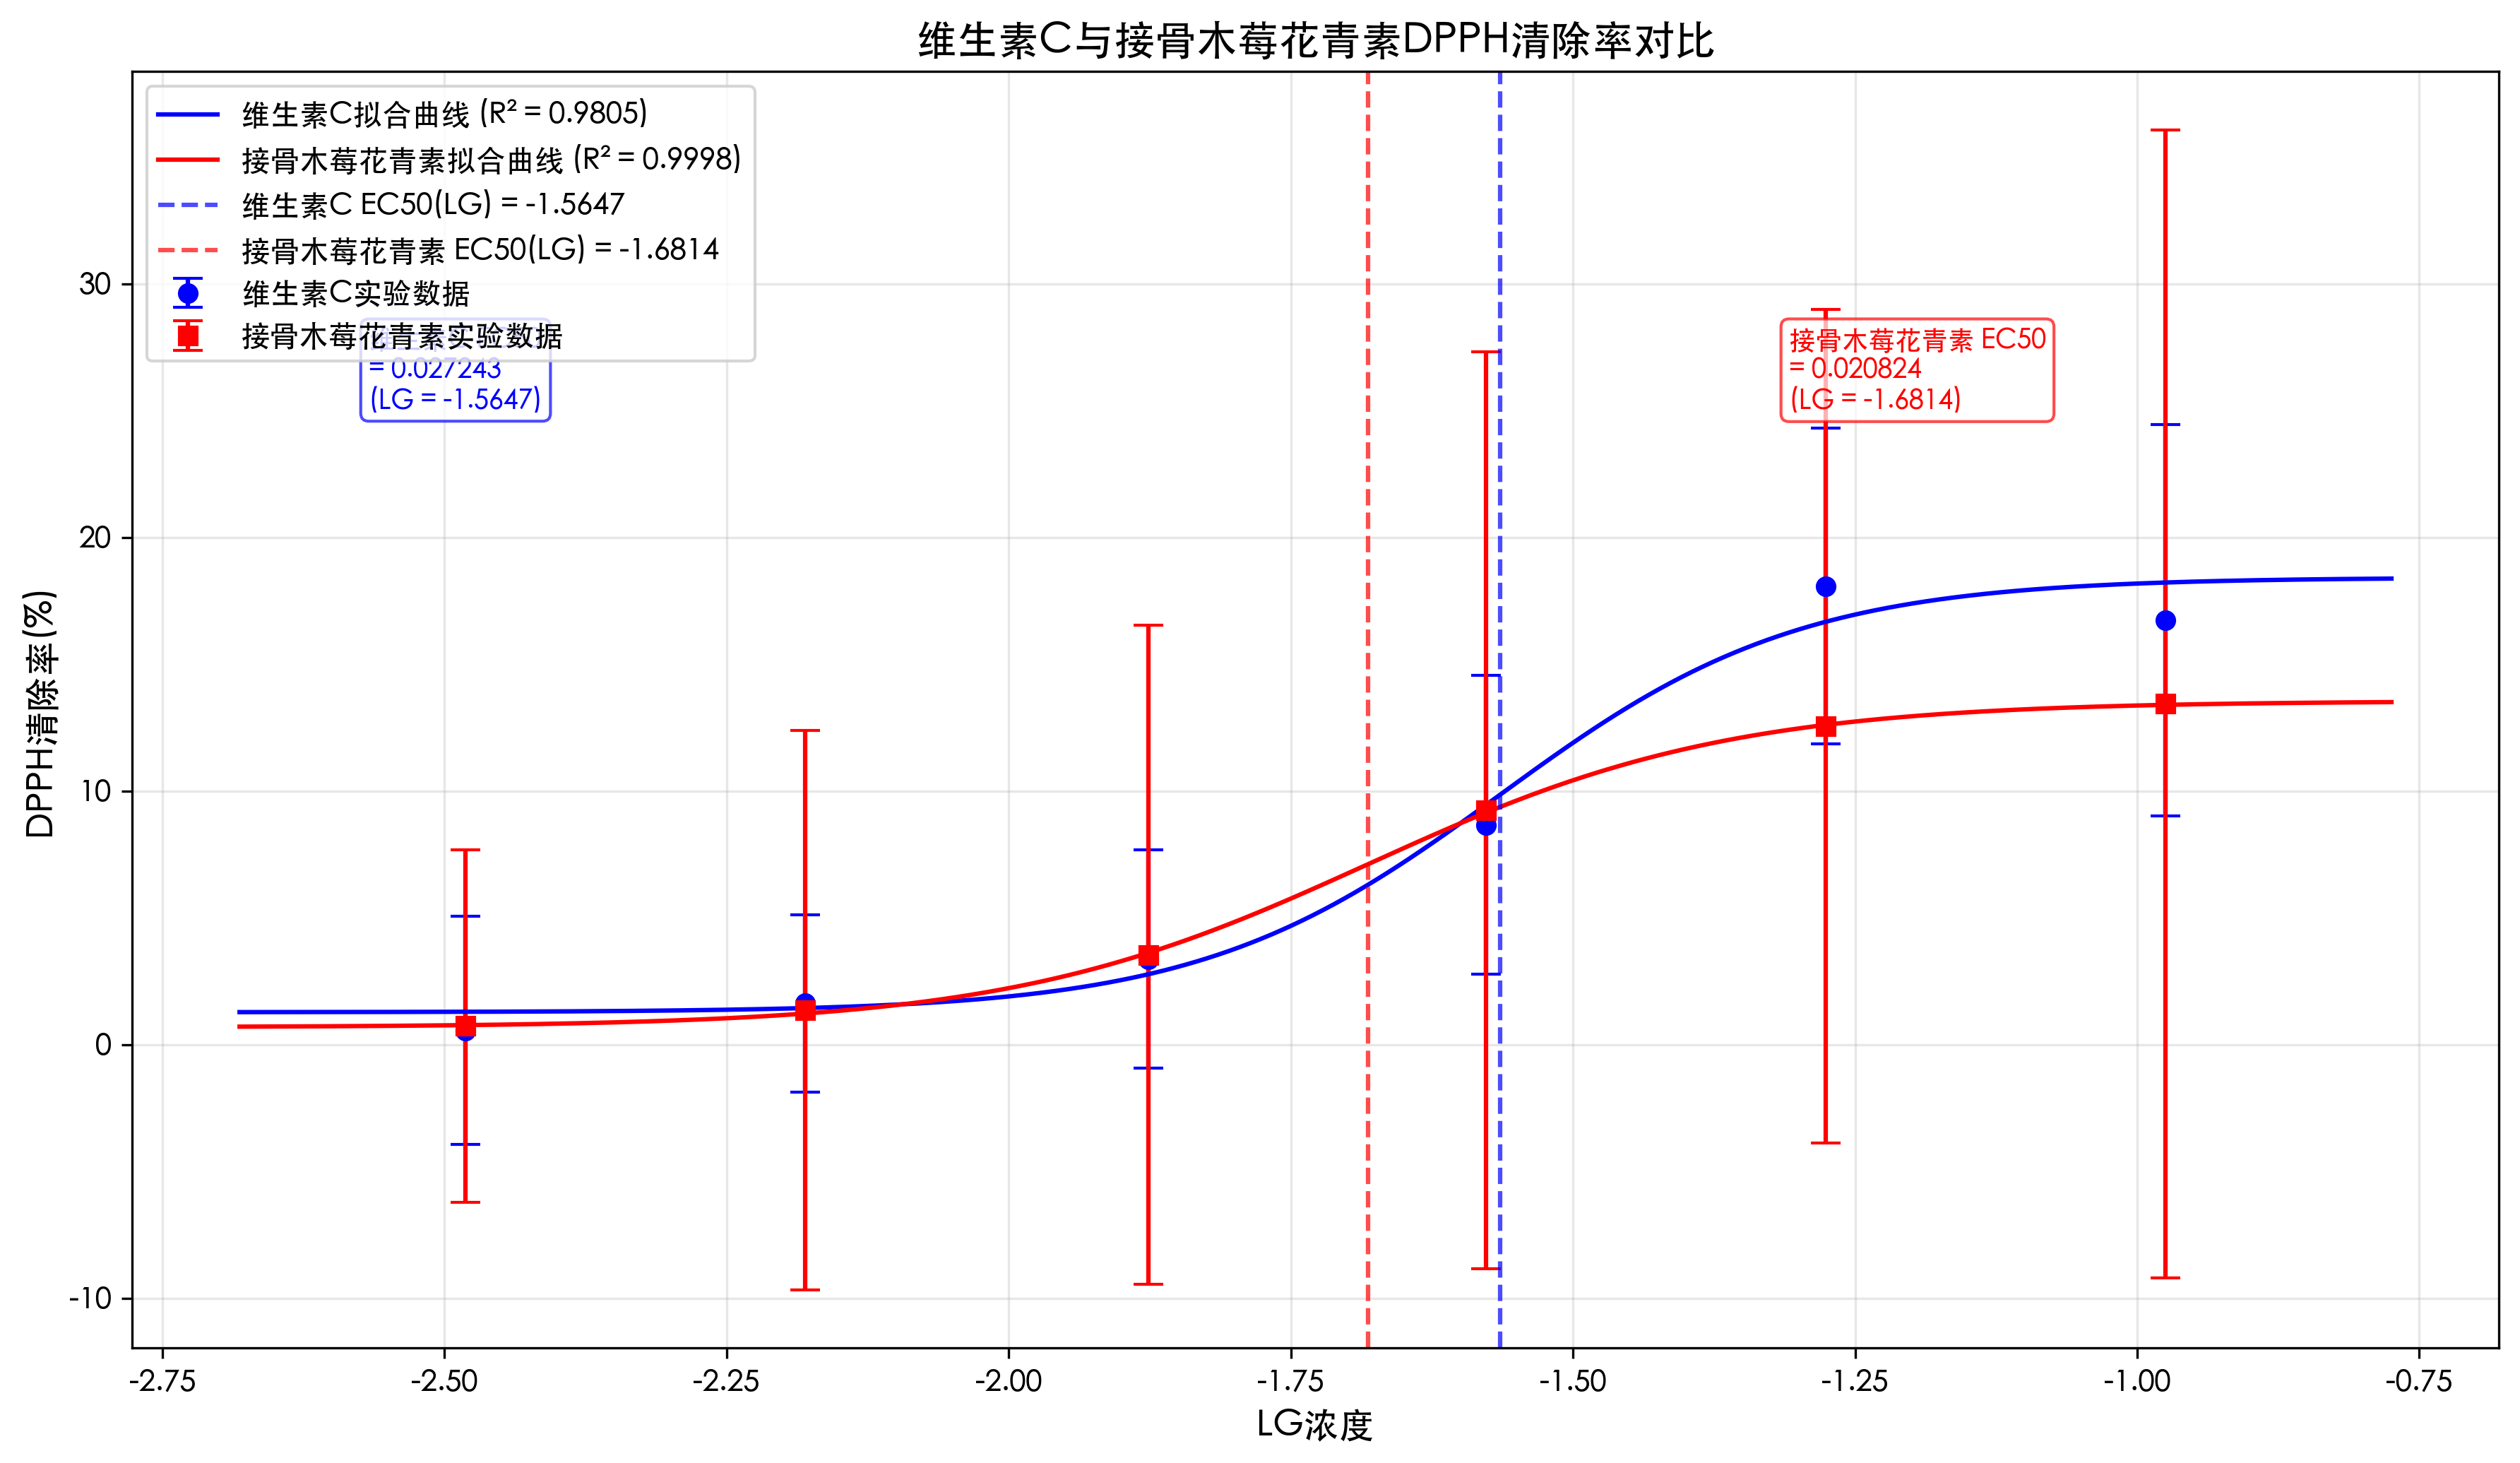 维生素C与接骨木莓花青素DPPH清除率对比
维生素C拟合曲线 (R² = 0.9805)
接骨木莓花青素拟合曲线 (R² = 0.9998)
维生素C EC50(LG) = -1.5647
接骨木莓花青素 EC50(LG) = -1.6814
维生素C实验数据
接骨木莓花青素实验数据
= 0.027243
(LG = -1.5647)
接骨木莓花青素 EC50
= 0.020824
(LG = -1.6814)
DPPH清除率(%)
30
20
10
0
-10
-2.75
-2.50
-2.25
-2.00
-1.75
-1.50
-1.25
-1.00
-0.75
LG浓度